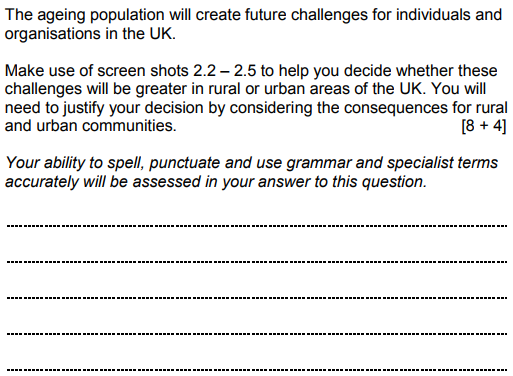 The ageing population will create future challenges for individuals and
organisations in the UK.
Make use of screen shots 2.2 – 2.5 to help you decide whether these
challenges will be greater in rural or urban areas of the UK. You will
need to justify your decision by considering the consequences for rural
and urban communities. [8 + 4]
Your ability to spell, punctuate and use grammar and specialist terms
accurately will be assessed in your answer to this question.